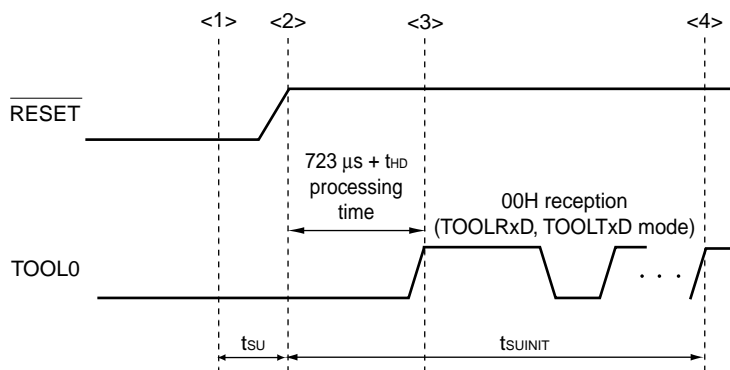 <1> <2> <3> <4>
RESET
723 μs + tHD
processing
time
00H reception
(TOOLRxD, TOOLTxD mode)
TOOL0
. . .
tSU tSUINIT